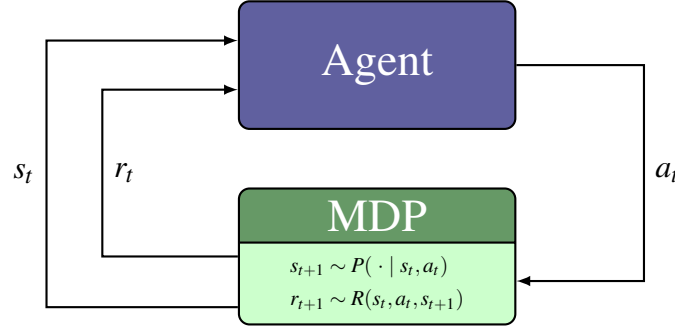 Agent
s_t
r_t
a_t
MDP
s_{t+1} ∼ P( · | s_t, a_t)
r_{t+1} ∼ R(s_t, a_t, s_{t+1})